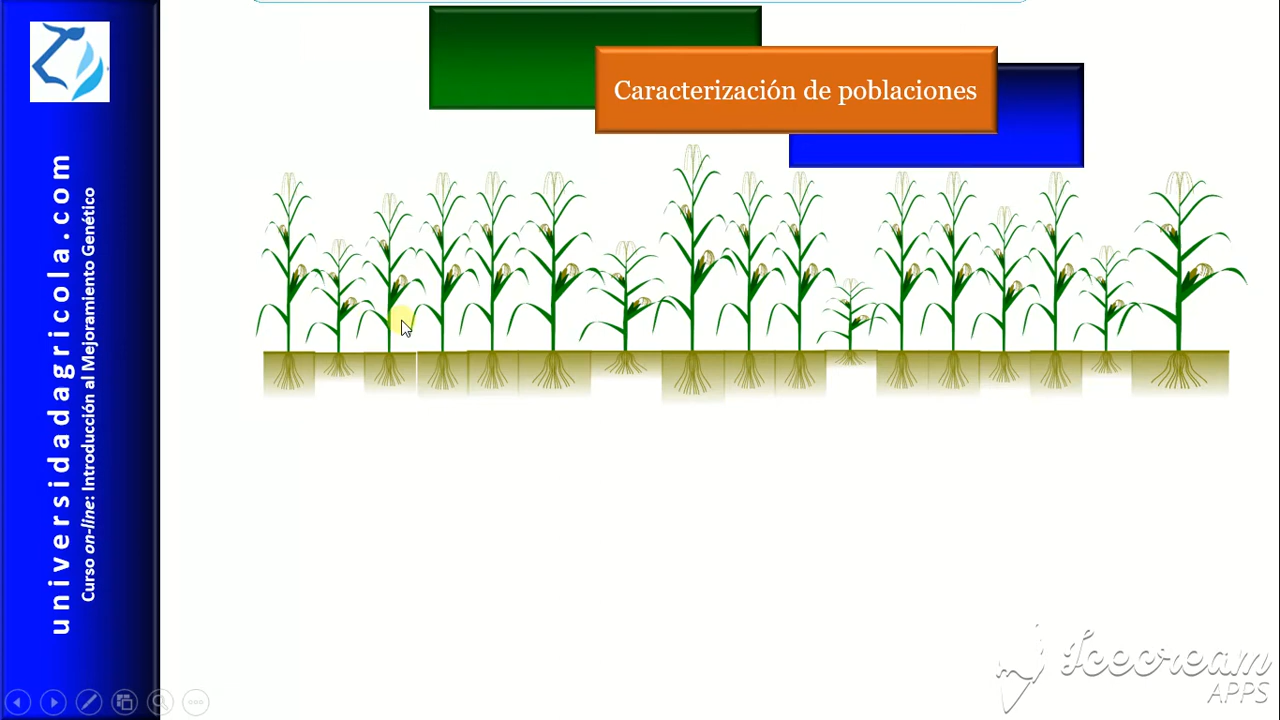 Caracterización de poblaciones
universidadagricola.com
Curso on-line: Introducción al Mejoramiento Genético
Icecream
APPS